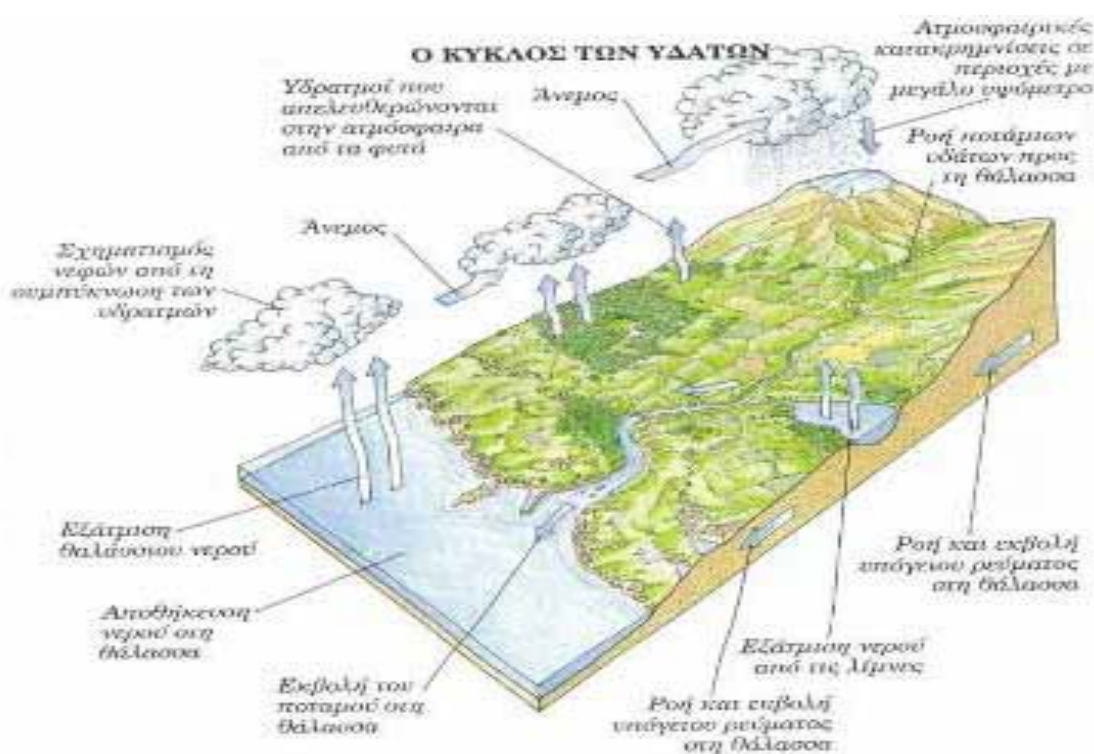 Ο ΚΥΚΛΟΣ ΤΩΝ ΥΔΑΤΩΝ
Ατμοσφαιρικές
κατακρημνίσεις σε
περιοχές με
μεγάλο υψόμετρο
Υδρατμοί που
απελευθερώνονται
στην ατμόσφαιρα
από τα φυτά
Άνεμος
Ροή ποτάμιων
υδάτων προς
τη θάλασσα
Άνεμος
Σχηματισμός
νεφών από τη
συμπύκνωση των
υδρατμών
Εξάτμιση
θαλάσσιου νερού
Ροή και εκβολή
υπόγειου ρεύματος
στη θάλασσα
Αποθήκευση
νερού στη
θάλασσα
Εξάτμιση νερού
από τις λίμνες
Εκβολή του
ποταμού στη
θάλασσα
Ροή και εκβολή
υπόγειου ρεύματος
στη θάλασσα